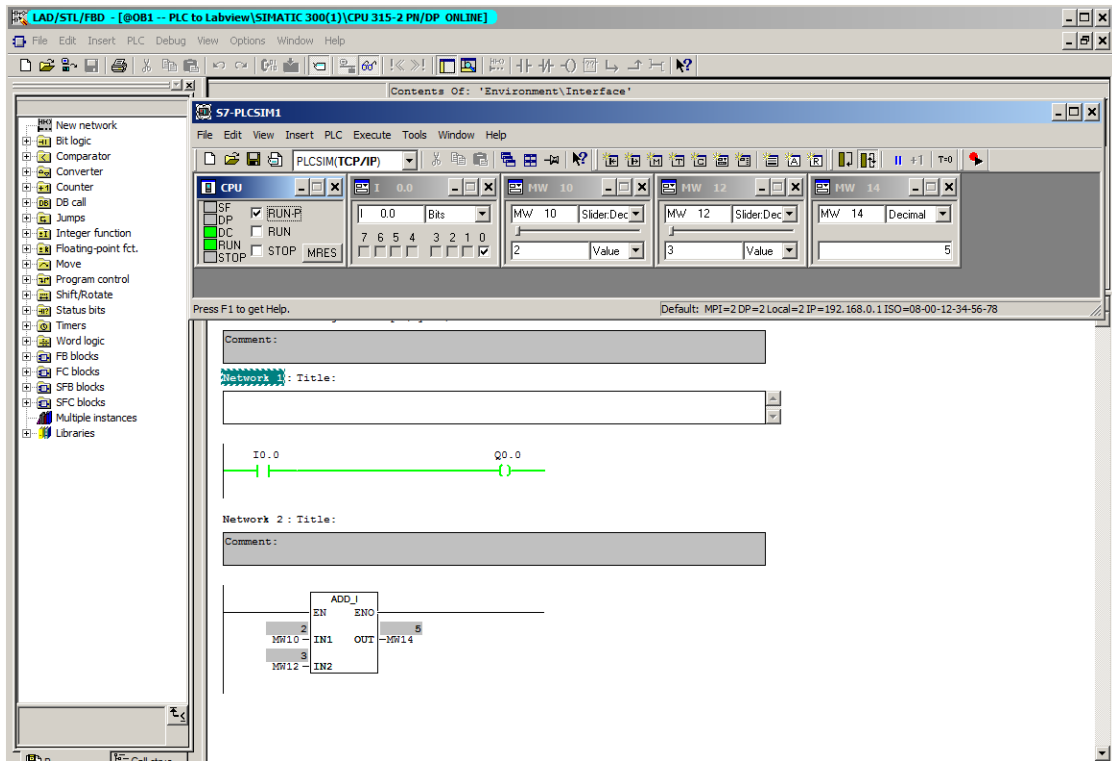 LAD/STL/FBD - [@OB1 -- PLC to Labview\SIMATIC 300(1)\CPU 315-2 PN/DP ONLINE]
File Edit Insert PLC Debug View Options Window Help
Contents Of: 'Environment\Interface'
New network
Bit logic
Comparator
Converter
Counter
DB call
Jumps
Integer function
Floating-point fct.
Move
Program control
Shift/Rotate
Status bits
Timers
Word logic
FB blocks
FC blocks
SFB blocks
SFC blocks
Multiple instances
Libraries
S7-PLCSIM1
File Edit View Insert PLC Execute Tools Window Help
PLCSIM(TCP/IP)
+1 T=0
CPU
SF
DP
DC
RUN
STOP
RUN-P
RUN
STOP
MRES
I 0.0
I 0.0 Bits
7 6 5 4 3 2 1 0
MW 10
MW 10 Slider:Dec
2 Value
MW 12
MW 12 Slider:Dec
3 Value
MW 14
MW 14 Decimal
5
Press F1 to get Help.
Default: MPI=2 DP=2 Local=2 IP=192.168.0.1 ISO=08-00-12-34-56-78
Comment:
Network 1: Title:
I0.0 Q0.0
Network 2 : Title:
Comment:
ADD_I
EN ENO
2 5
MW10 IN1 OUT MW14
3
MW12 IN2